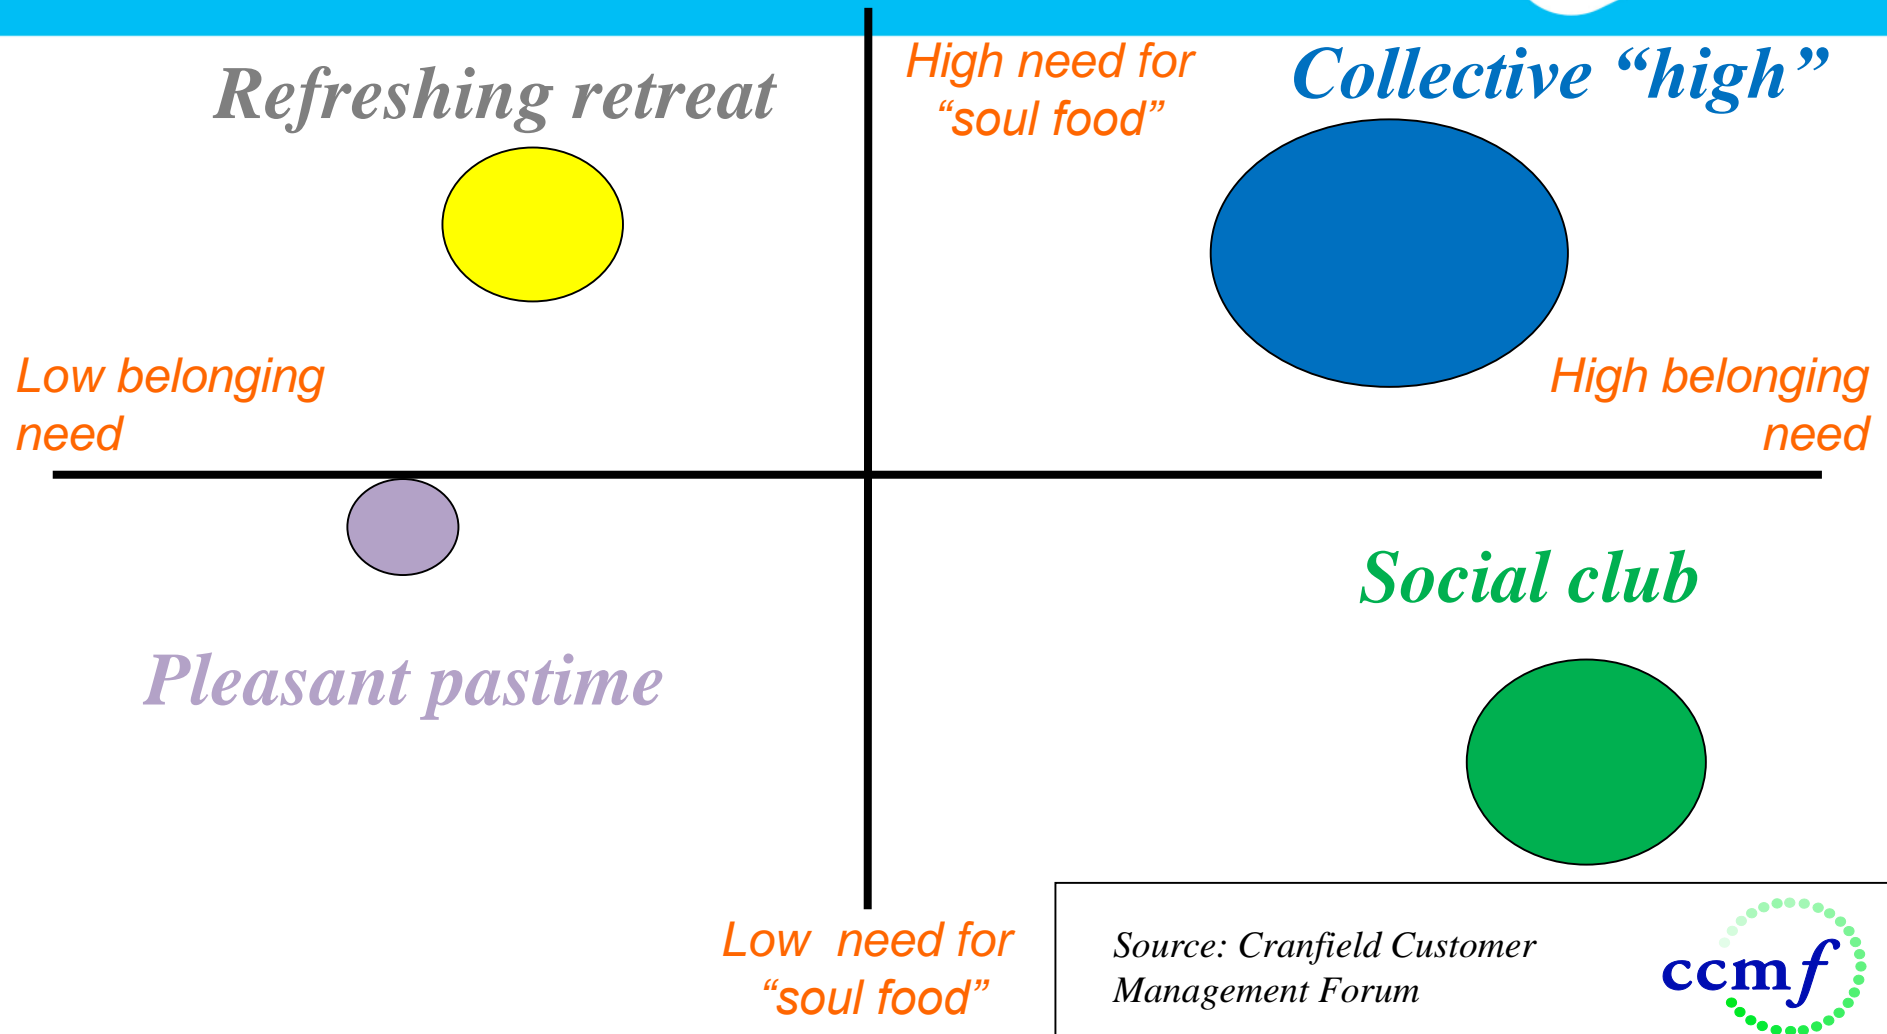 Refreshing retreat
High need for
“soul food”
Collective “high”
Low belonging
need
High belonging
need
Pleasant pastime
Social club
Low  need for
“soul food”
Source: Cranfield Customer
Management Forum
ccmf